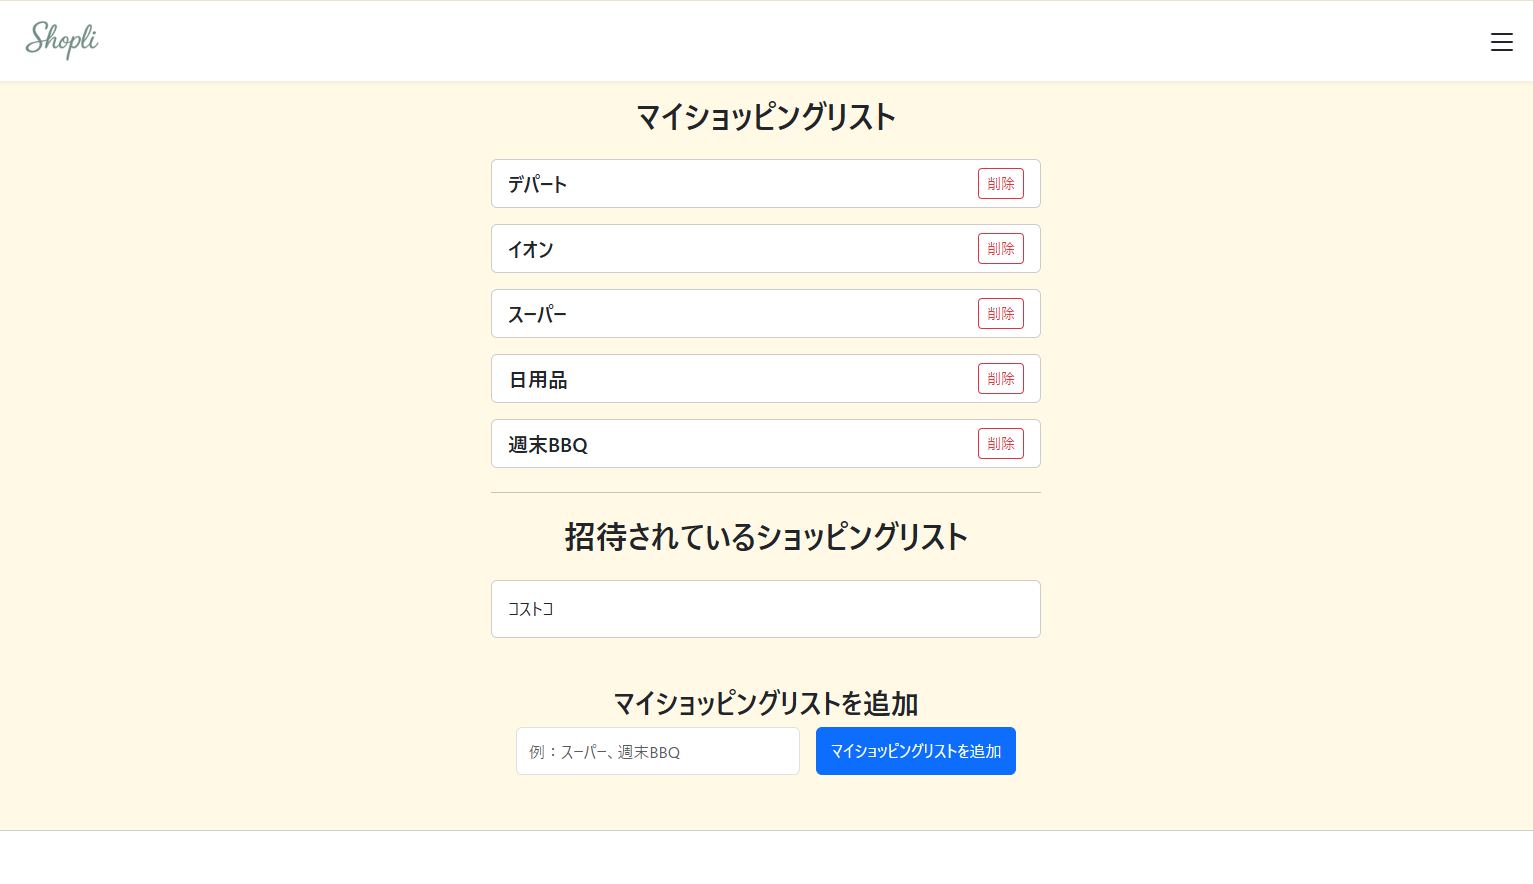 Shopli
マイショッピングリスト
デパート 削除
イオン 削除
スーパー 削除
日用品 削除
週末BBQ 削除
招待されているショッピングリスト
コストコ
マイショッピングリストを追加
例：スーパー、週末BBQ マイショッピングリストを追加